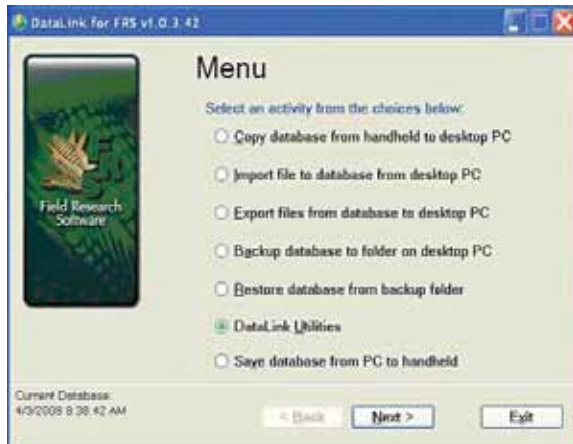 DataLink for FRS v1.0.3.42
Menu
Select an activity from the choices below:
Copy database from handheld to desktop PC
Import file to database from desktop PC
Export files from database to desktop PC
Backup database to folder on desktop PC
Restore database from backup folder
DataLink Utilities
Save database from PC to handheld
FRS
Field Research
Software
Current Database:
4/3/2008 8:38:42 AM
< Back
Next >
Exit